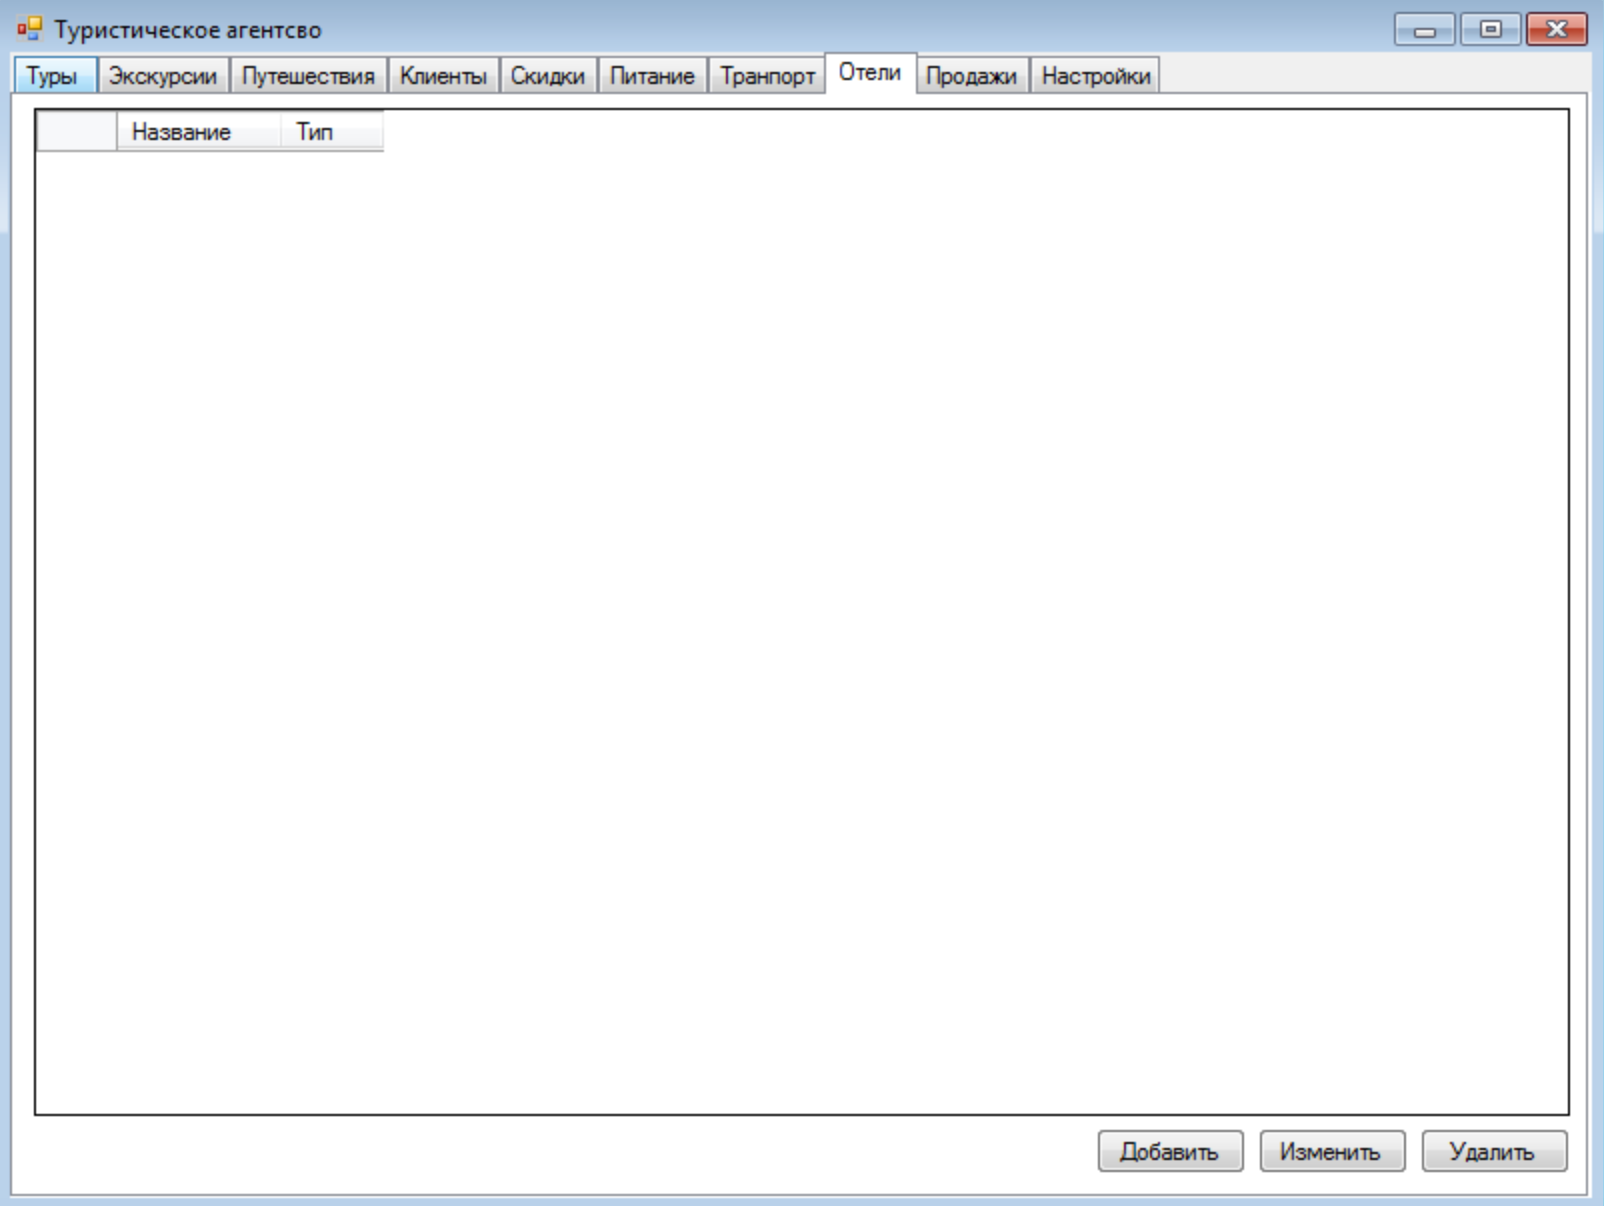 Туристическое агентсво
Туры Экскурсии Путешествия Клиенты Скидки Питание Транпорт Отели Продажи Настройки
Название Тип
Добавить Изменить Удалить